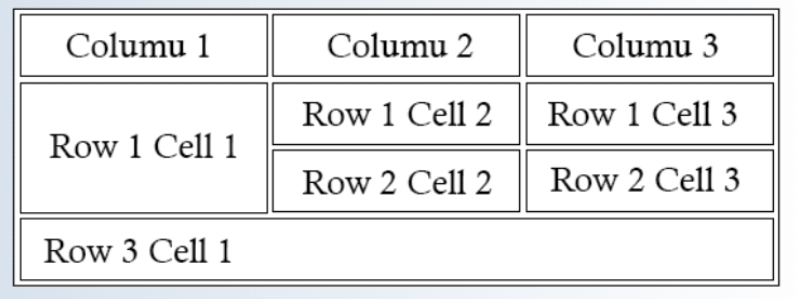 Columu 1 Columu 2 Columu 3
Row 1 Cell 1 Row 1 Cell 2 Row 1 Cell 3
Row 2 Cell 2 Row 2 Cell 3
Row 3 Cell 1